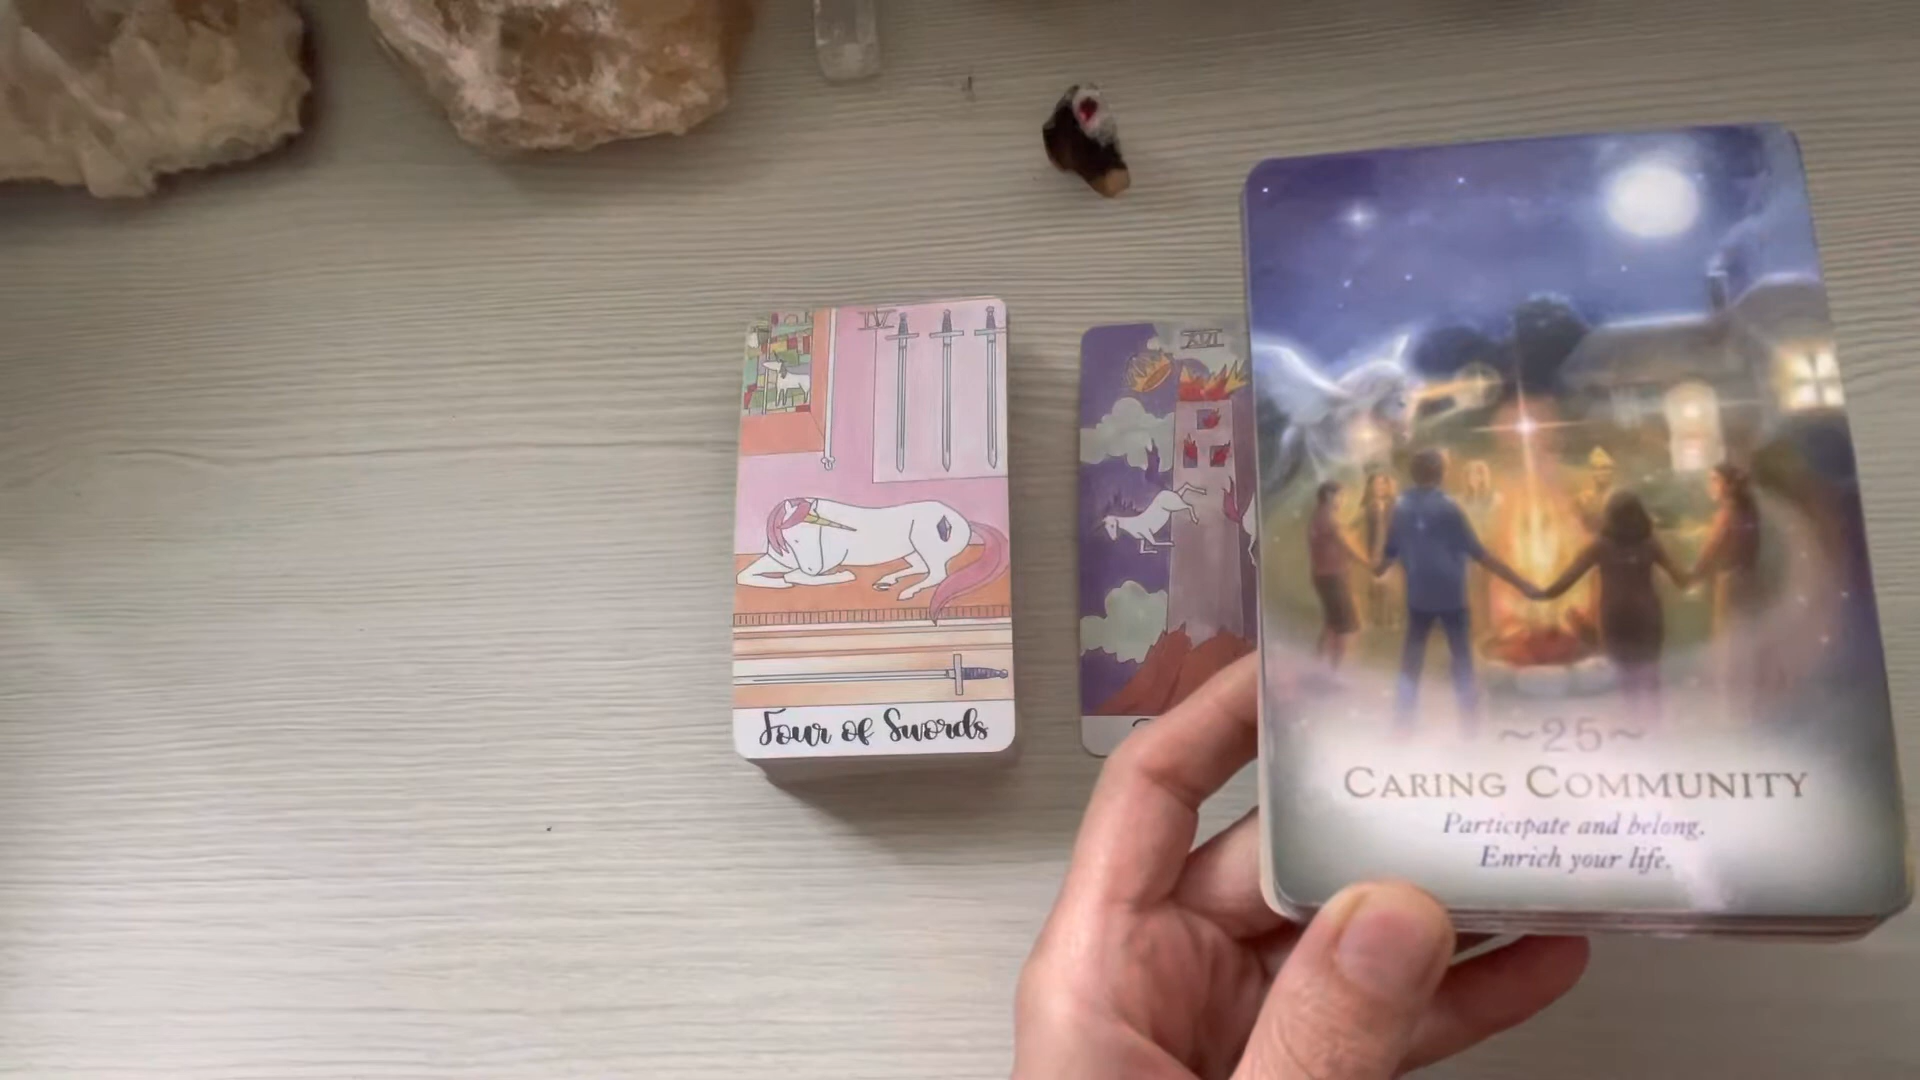 IV
Four of Swords
XVI
~25~
CARING COMMUNITY
Participate and belong.
Enrich your life.